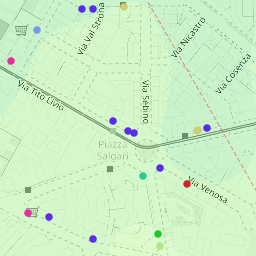 Via Val Strona
Via Nicastro
Via Cosenza
Via Tito Livio
Via Sebino
Piazza
Salgari
Via Venosa